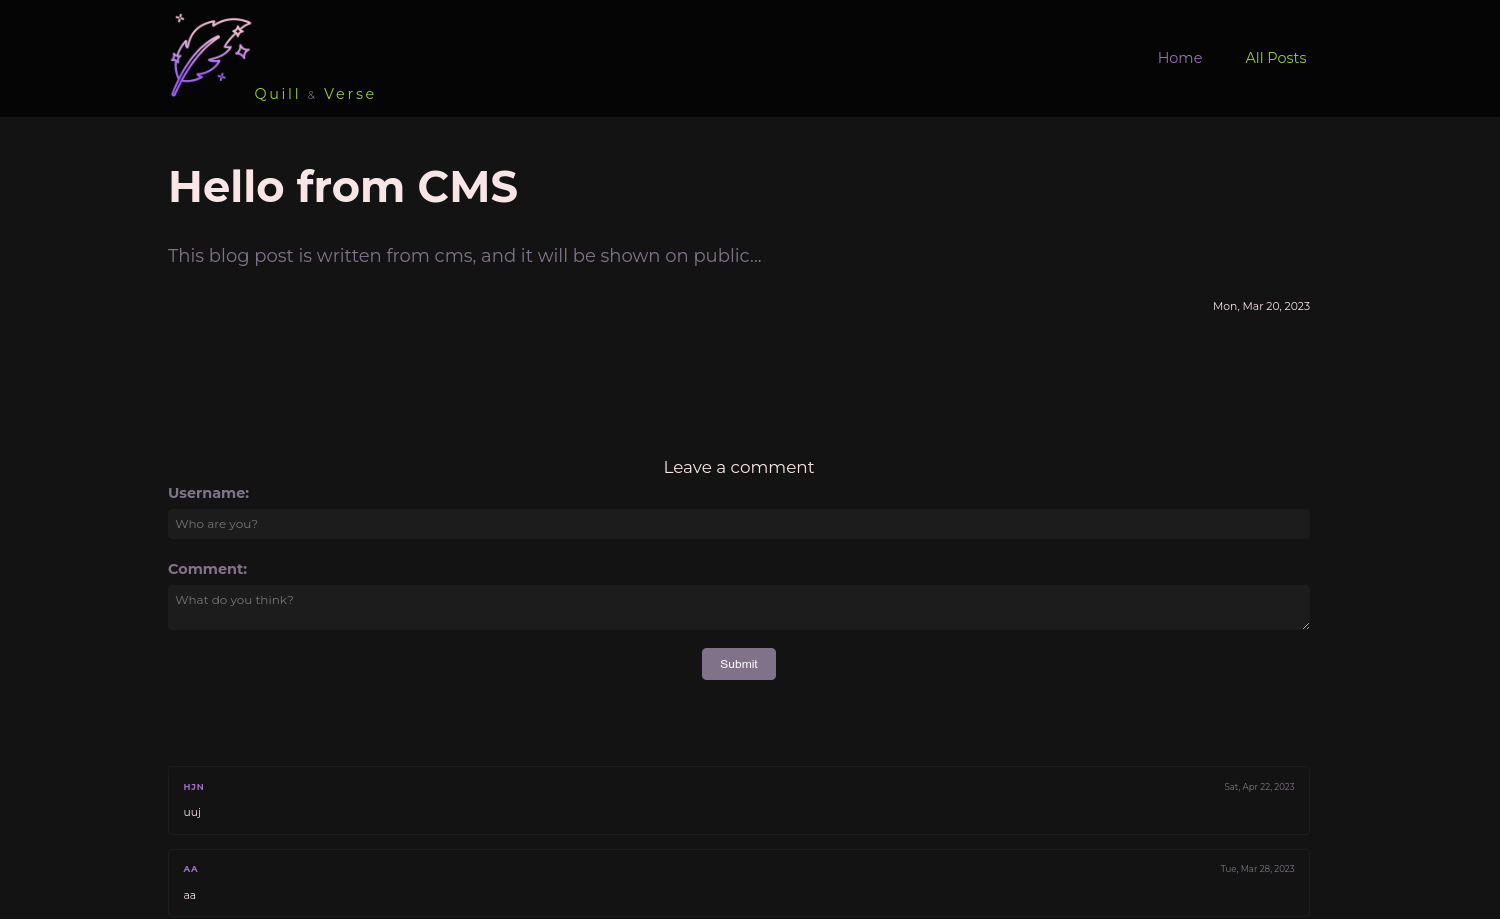 Home
All Posts
Quill & Verse
Hello from CMS
This blog post is written from cms, and it will be shown on public...
Mon, Mar 20, 2023
Leave a comment
Username:
Who are you?
Comment:
What do you think?
Submit
HJN
Sat, Apr 22, 2023
uuj
AA
Tue, Mar 28, 2023
aa